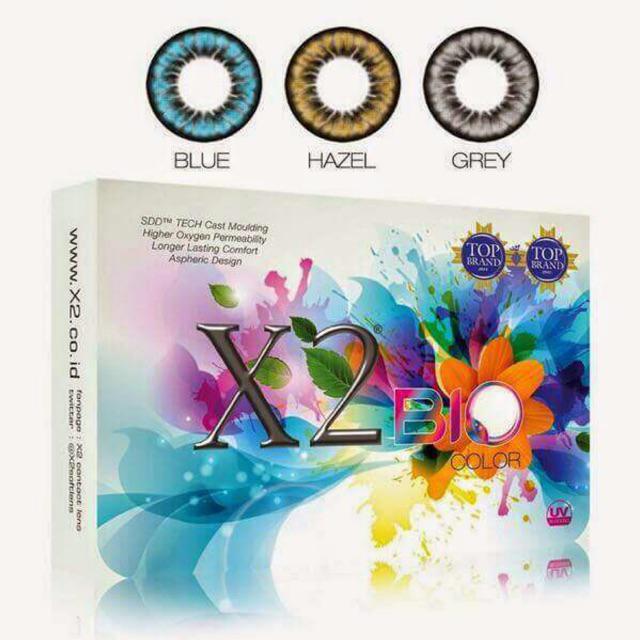 BLUE HAZEL GREY
SDD™ TECH Cast Moulding
Higher Oxygen Permeability
Longer Lasting Comfort
Aspheric Design
TOP BRAND
TOP BRAND
X2®
BIO
COLOR
UV
www.X2.co.id
fanpage : X2 contact lens
twitter : @X2softlens